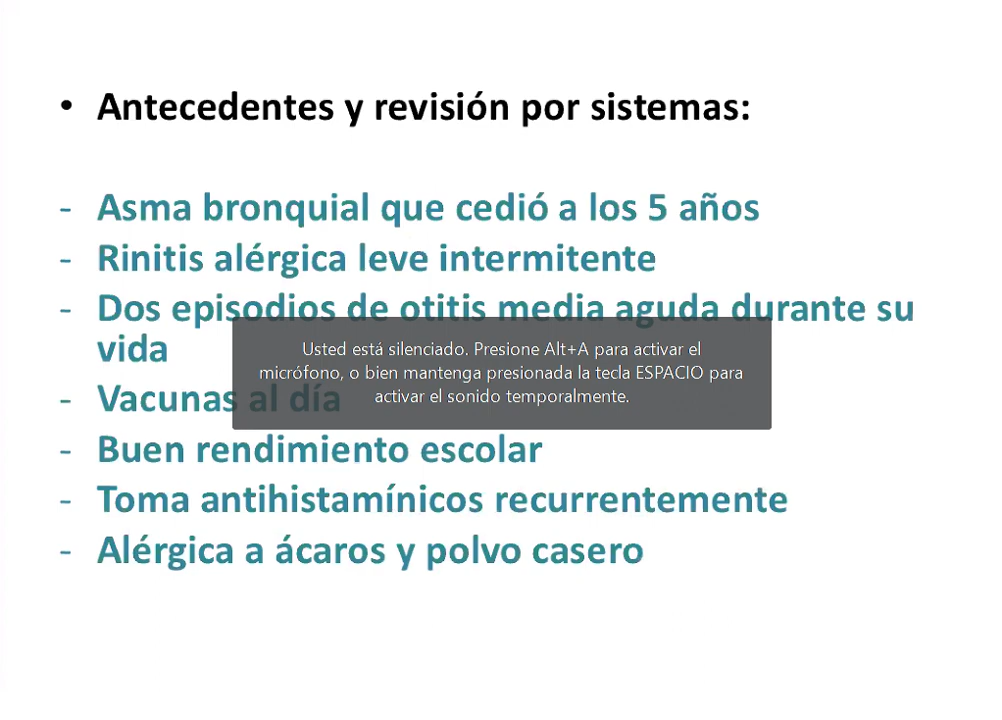 • Antecedentes y revisión por sistemas:
- Asma bronquial que cedió a los 5 años
- Rinitis alérgica leve intermitente
- Dos episodios de otitis media aguda durante su
vida
Usted está silenciado. Presione Alt+A para activar el
micrófono, o bien mantenga presionada la tecla ESPACIO para
activar el sonido temporalmente.
- Vacunas al día
- Buen rendimiento escolar
- Toma antihistamínicos recurrentemente
- Alérgica a ácaros y polvo casero